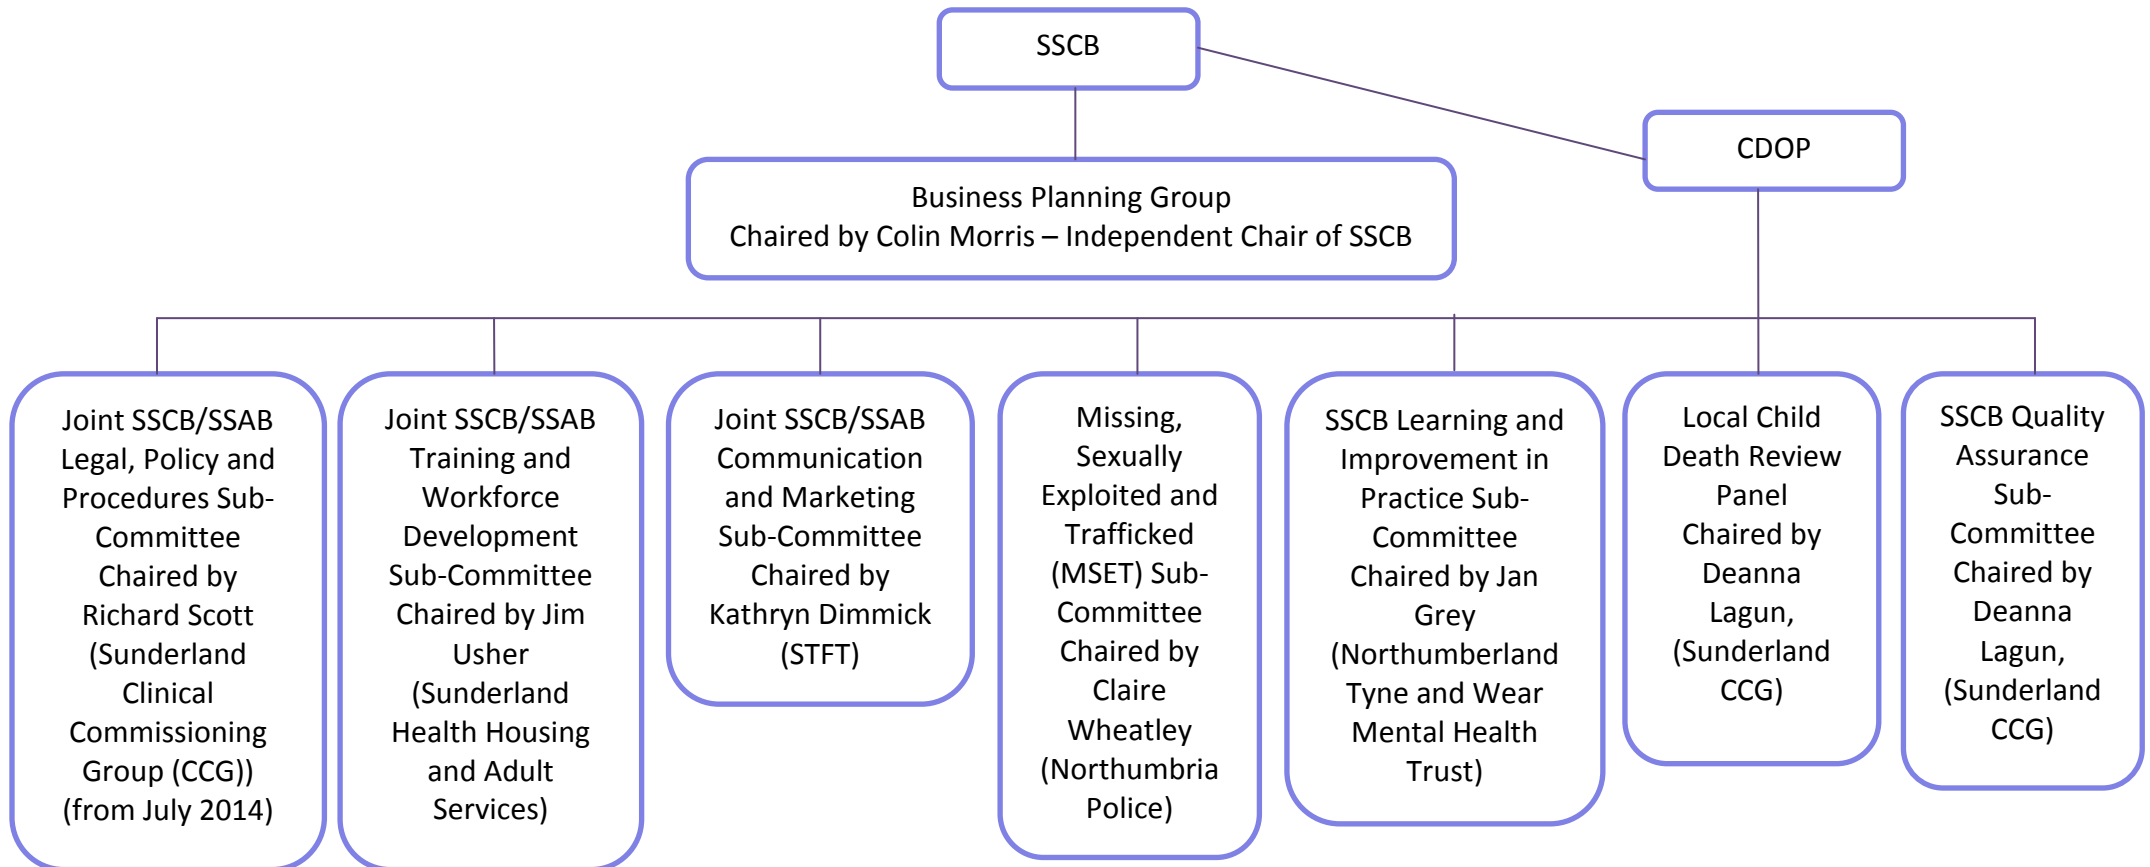 SSCB
CDOP
Business Planning Group
Chaired by Colin Morris – Independent Chair of SSCB
Joint SSCB/SSAB
Legal, Policy and
Procedures Sub-
Committee
Chaired by
Richard Scott
(Sunderland
Clinical
Commissioning
Group (CCG))
(from July 2014)
Joint SSCB/SSAB
Training and
Workforce
Development
Sub-Committee
Chaired by Jim
Usher
(Sunderland
Health Housing
and Adult
Services)
Joint SSCB/SSAB
Communication
and Marketing
Sub-Committee
Chaired by
Kathryn Dimmick
(STFT)
Missing,
Sexually
Exploited and
Trafficked
(MSET) Sub-
Committee
Chaired by
Claire
Wheatley
(Northumbria
Police)
SSCB Learning and
Improvement in
Practice Sub-
Committee
Chaired by Jan
Grey
(Northumberland
Tyne and Wear
Mental Health
Trust)
Local Child
Death Review
Panel
Chaired by
Deanna
Lagun,
(Sunderland
CCG)
SSCB Quality
Assurance
Sub-
Committee
Chaired by
Deanna
Lagun,
(Sunderland
CCG)